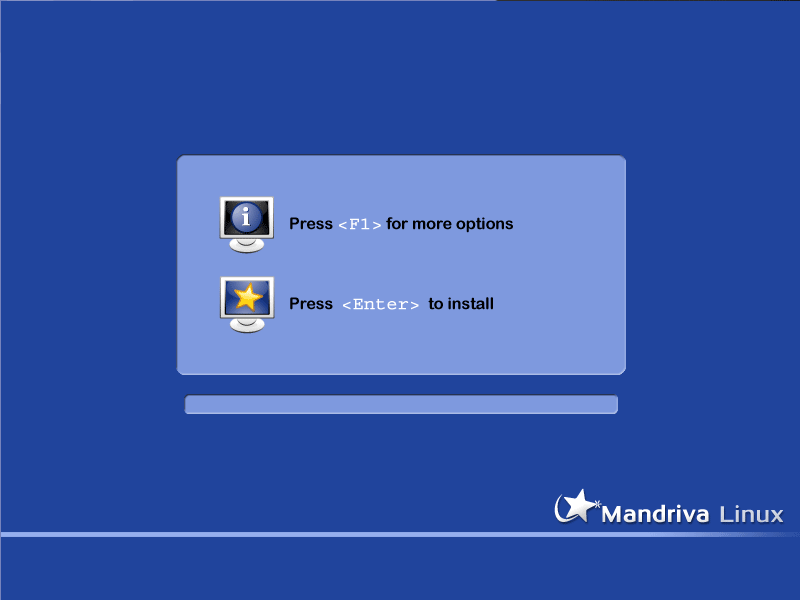 i
Press <F1> for more options
Press <Enter> to install
Mandriva Linux